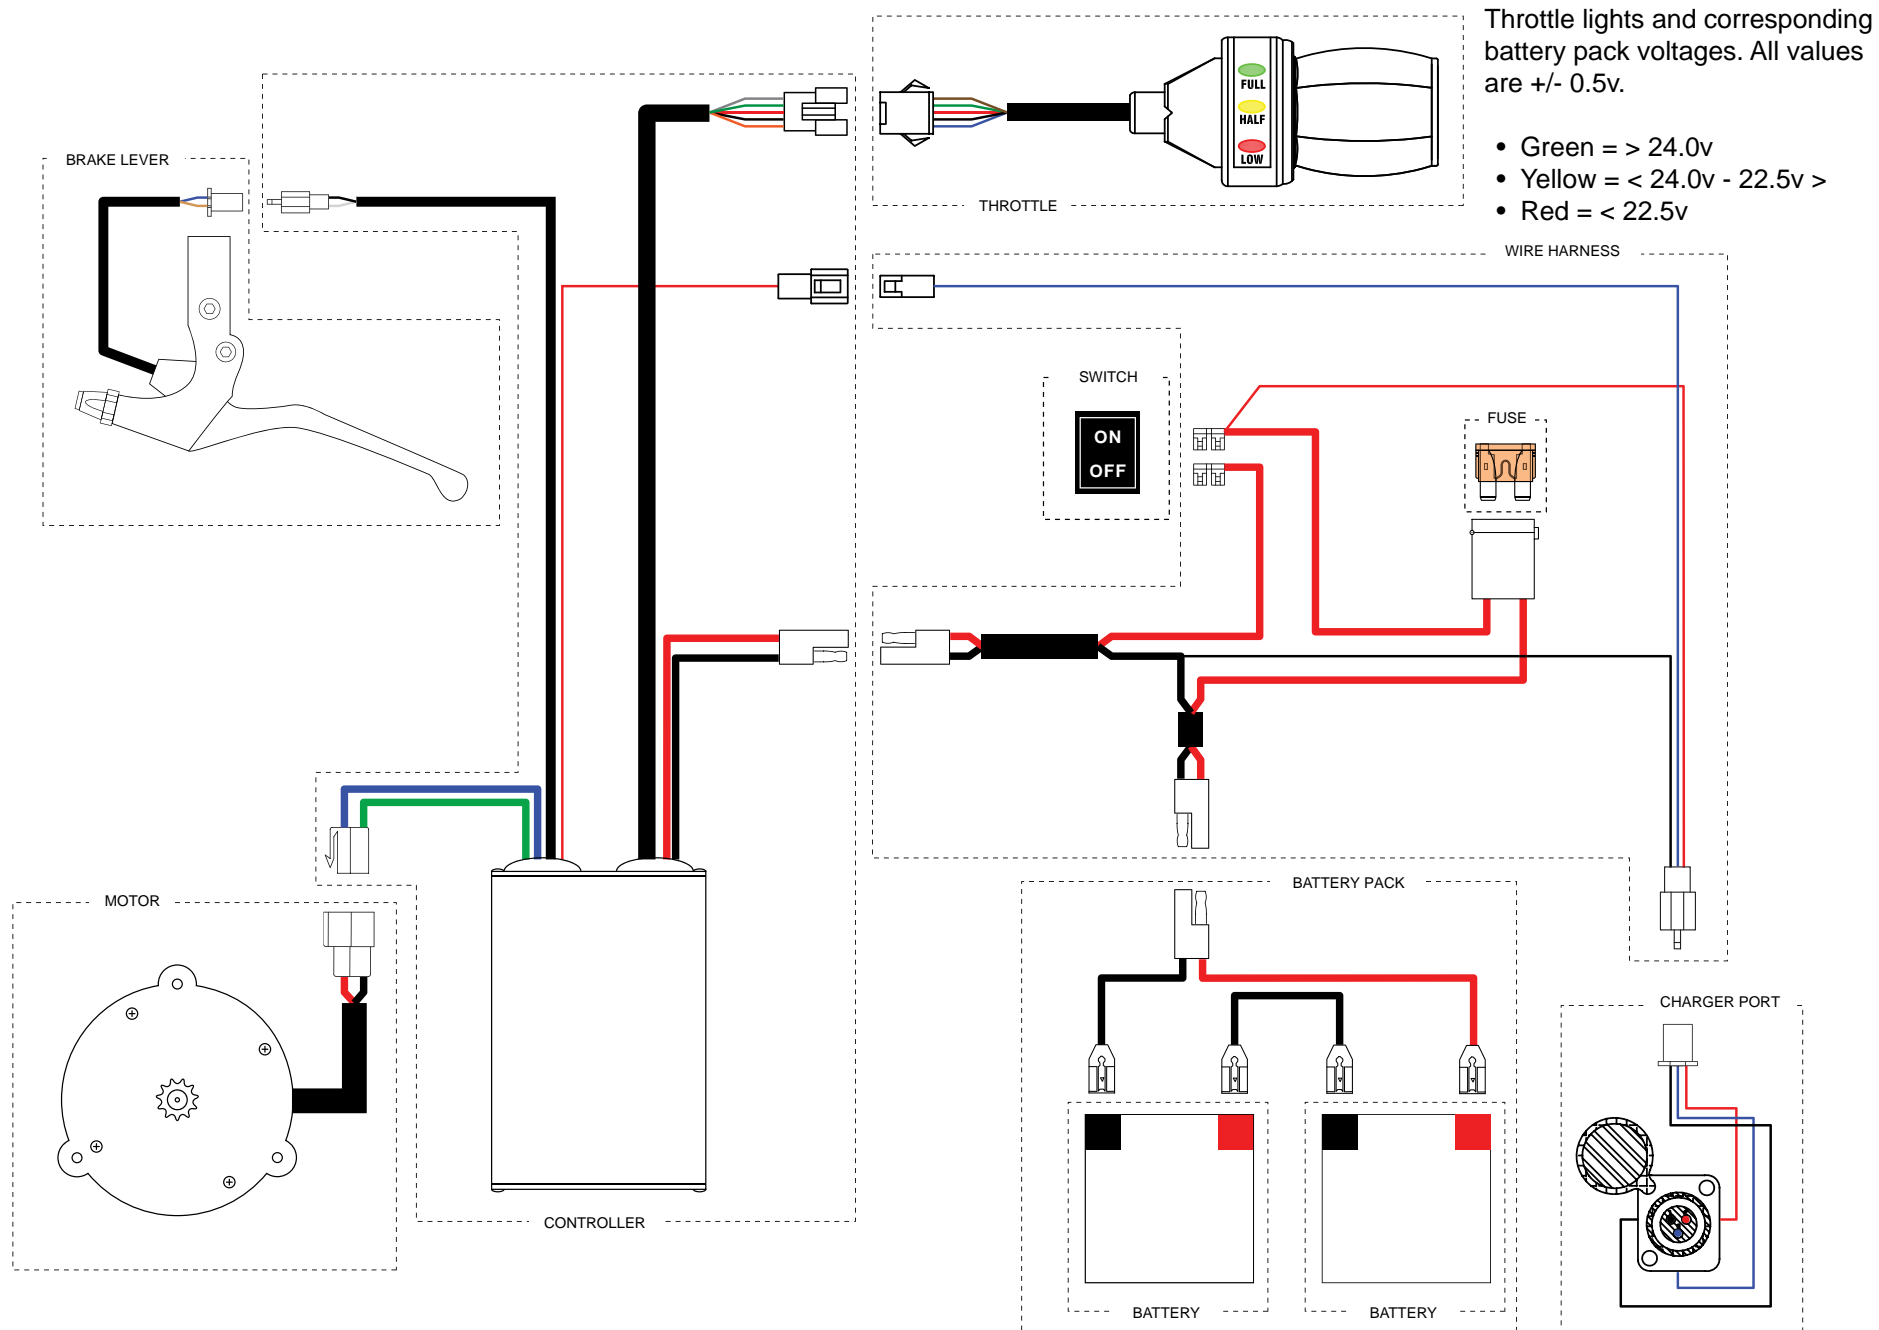 Throttle lights and corresponding
battery pack voltages. All values
are +/- 0.5v.
• Green = > 24.0v
• Yellow = < 24.0v - 22.5v >
• Red = < 22.5v
FULL
HALF
LOW
THROTTLE
BRAKE LEVER
WIRE HARNESS
SWITCH
ON
OFF
FUSE
BATTERY PACK
MOTOR
CHARGER PORT
CONTROLLER
BATTERY
BATTERY